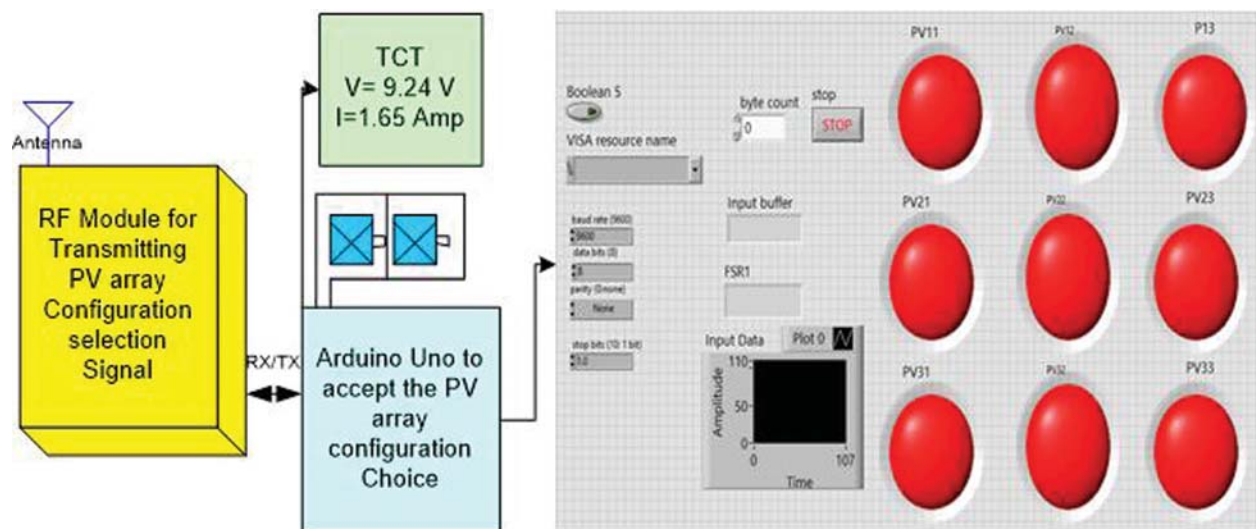 Antenna
RF Module for
Transmitting
PV array
Configuration
selection
Signal
RX/TX
TCT
V= 9.24 V
I=1.65 Amp
Arduino Uno to
accept the PV
array
configuration
Choice
Boolean 5
byte count
0
stop
STOP
VISA resource name
baud rate (9600)
9600
data bits (8)
8
parity (0:none)
None
stop bits (10: 1 bit)
1.0
Input buffer
FSR1
Input Data
Plot 0
110
50
0
Amplitude
0
107
Time
PV11
PV12
P13
PV21
PV22
PV23
PV31
PV32
PV33